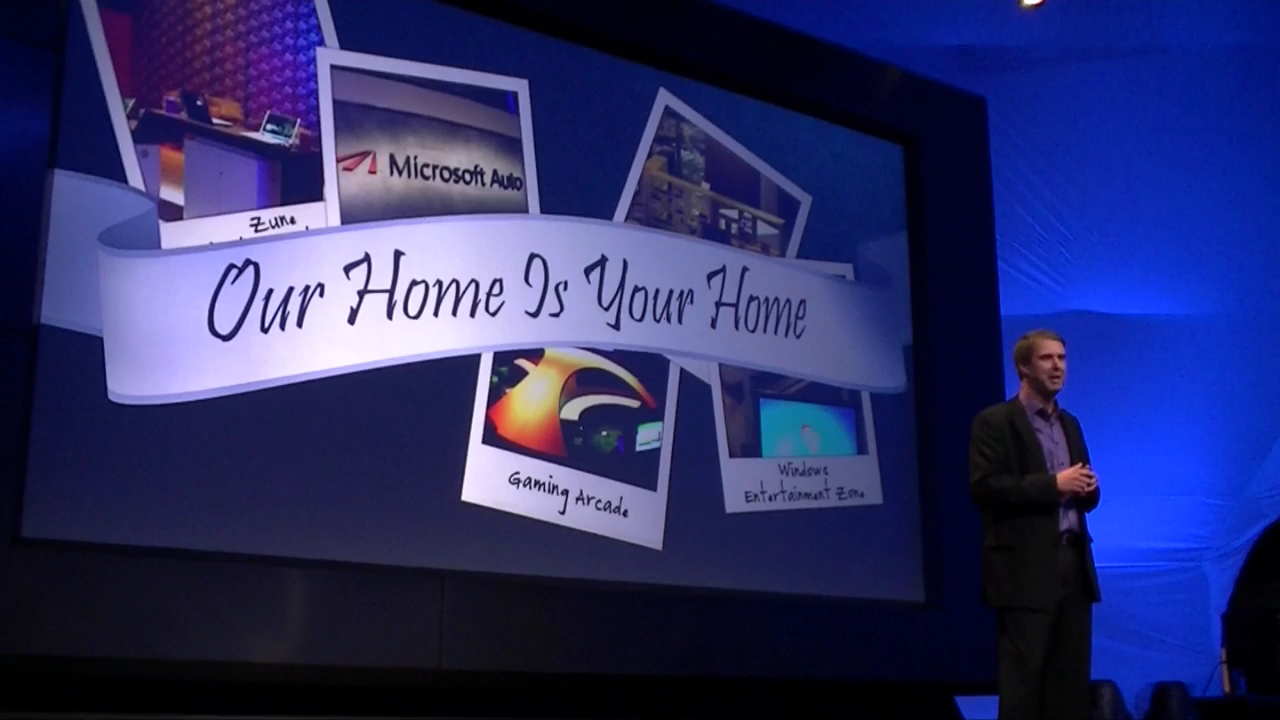 Microsoft Auto
Zune
Our Home Is Your Home
Gaming Arcade
Windows
Entertainment Zone